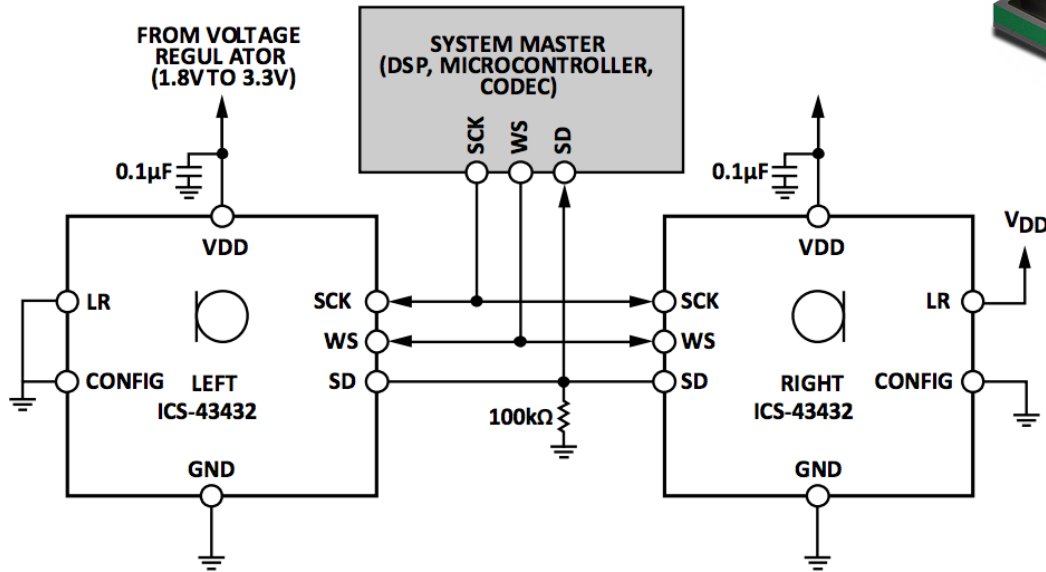 FROM VOLTAGE
REGULATOR
(1.8V TO 3.3V)
SYSTEM MASTER
(DSP, MICROCONTROLLER,
CODEC)
SCK
WS
SD
0.1µF
0.1µF
VDD
VDD
VDD
LR
SCK
SCK
LR
WS
WS
CONFIG
LEFT
SD
SD
RIGHT
CONFIG
ICS-43432
100kΩ
ICS-43432
GND
GND